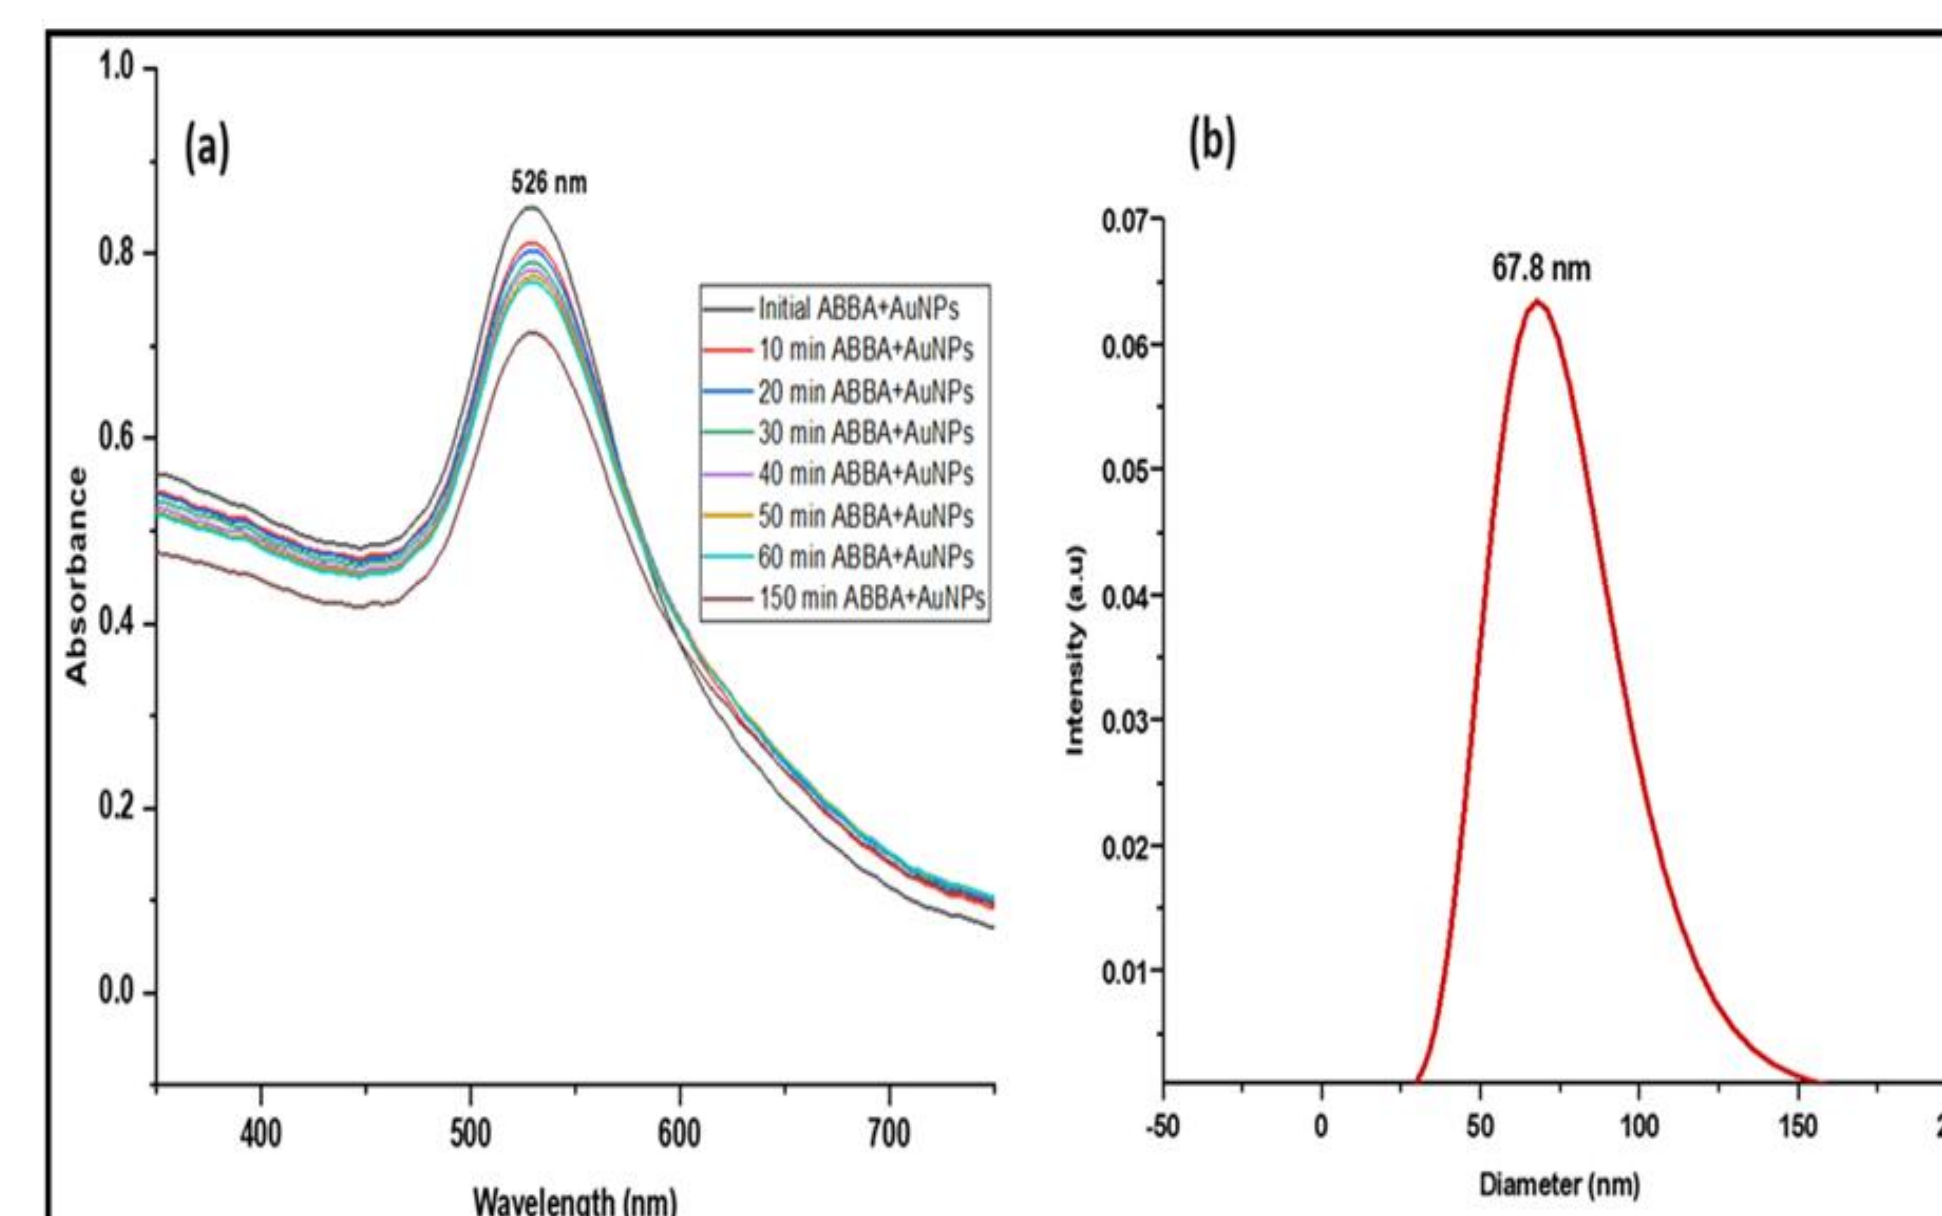 (a)
526 nm
1.0
0.8
0.6
0.4
0.2
0.0
Absorbance
Initial ABBA+AuNPs
10 min ABBA+AuNPs
20 min ABBA+AuNPs
30 min ABBA+AuNPs
40 min ABBA+AuNPs
50 min ABBA+AuNPs
60 min ABBA+AuNPs
150 min ABBA+AuNPs
400 500 600 700
Wavelength (nm)
(b)
67.8 nm
0.07
0.06
0.05
0.04
0.03
0.02
0.01
Intensity (a.u)
-50 0 50 100 150
Diameter (nm)